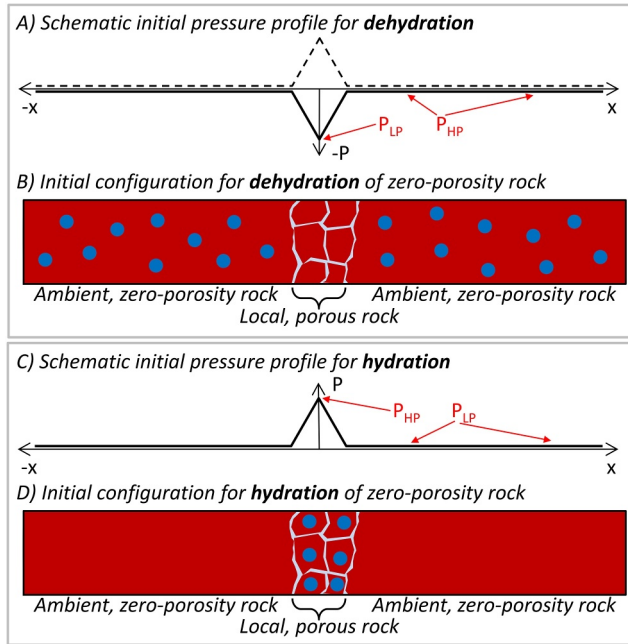 A) Schematic initial pressure profile for dehydration
-x
x
P_LP
P_HP
-P
B) Initial configuration for dehydration of zero-porosity rock
Ambient, zero-porosity rock
Ambient, zero-porosity rock
Local, porous rock
C) Schematic initial pressure profile for hydration
P
P_HP
P_LP
-x
x
D) Initial configuration for hydration of zero-porosity rock
Ambient, zero-porosity rock
Ambient, zero-porosity rock
Local, porous rock